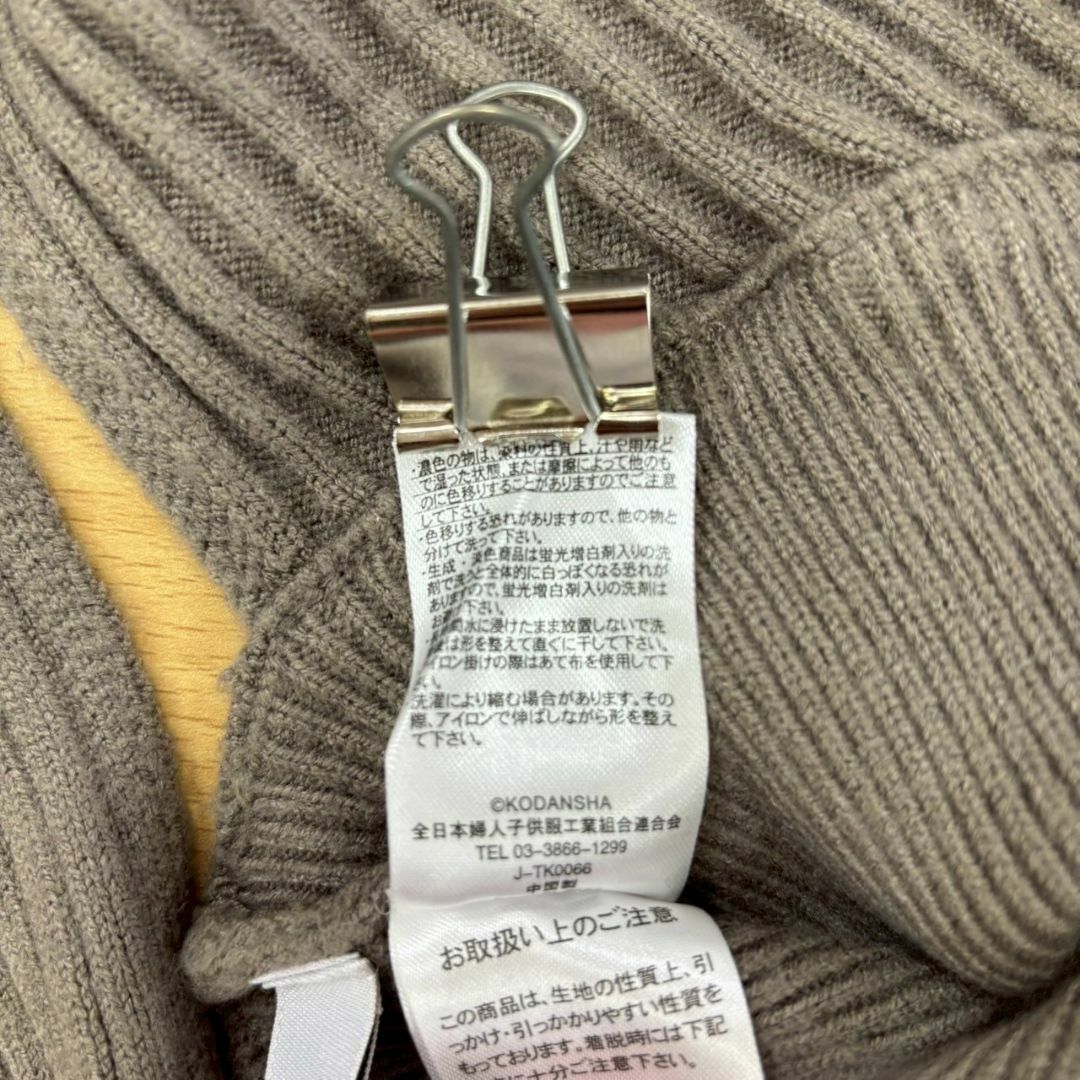 ・濃色の物は、染料の性質上、汗や雨など
で湿った状態、または摩擦によって他のも
のに色移りすることがありますのでご注意
して下さい。
・色移りする恐れがありますので、他の物と
分けて洗って下さい。
・生成・淡色商品は蛍光増白剤入りの洗
剤で洗うと全体的に白っぽくなる恐れが
ありますので、蛍光増白剤入りの洗剤は
下さい。
水に浸けたまま放置しないで洗
は形を整えて直ぐに干して下さい。
イロン掛けの際はあて布を使用して下
い。
洗濯により縮む場合があります。その
際、アイロンで伸ばしながら形を整え
て下さい。
©KODANSHA
全日本婦人子供服工業組合連合会
TEL 03-3866-1299
J-TK0066
中国製
お取扱い上のご注意
この商品は、生地の性質上、引
っかけ・引っかかりやすい性質を
もっております。着脱時には下記
に十分ご注意下さい。